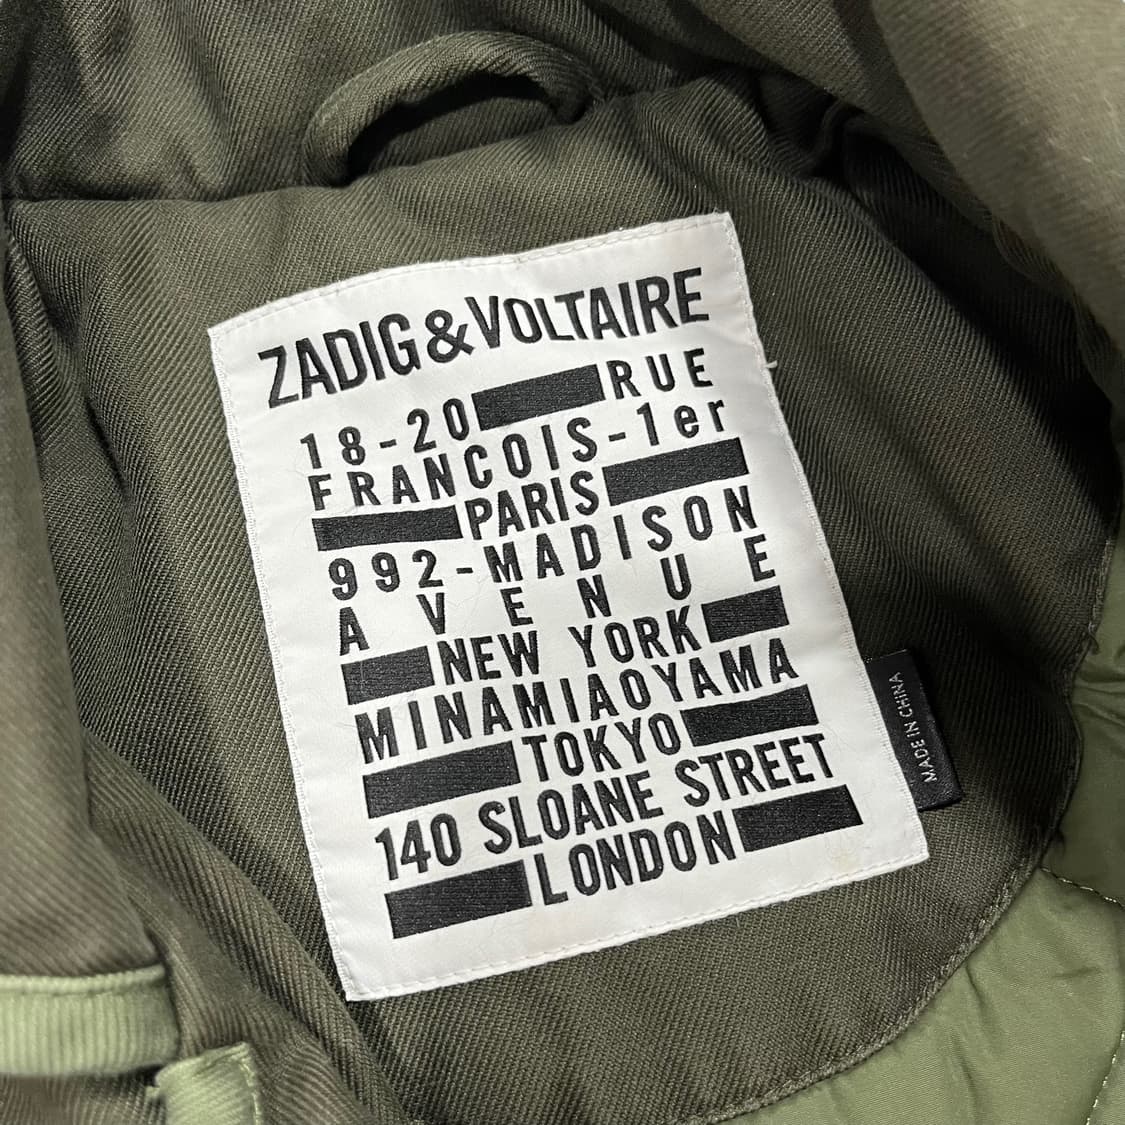 ZADIG&VOLTAIRE
18-20 RUE
FRANCOIS-1er
PARIS
992-MADISON
AVENUE
NEW YORK
MINAMIAOYAMA
TOKYO
140 SLOANE STREET
LONDON
MADE IN CHINA